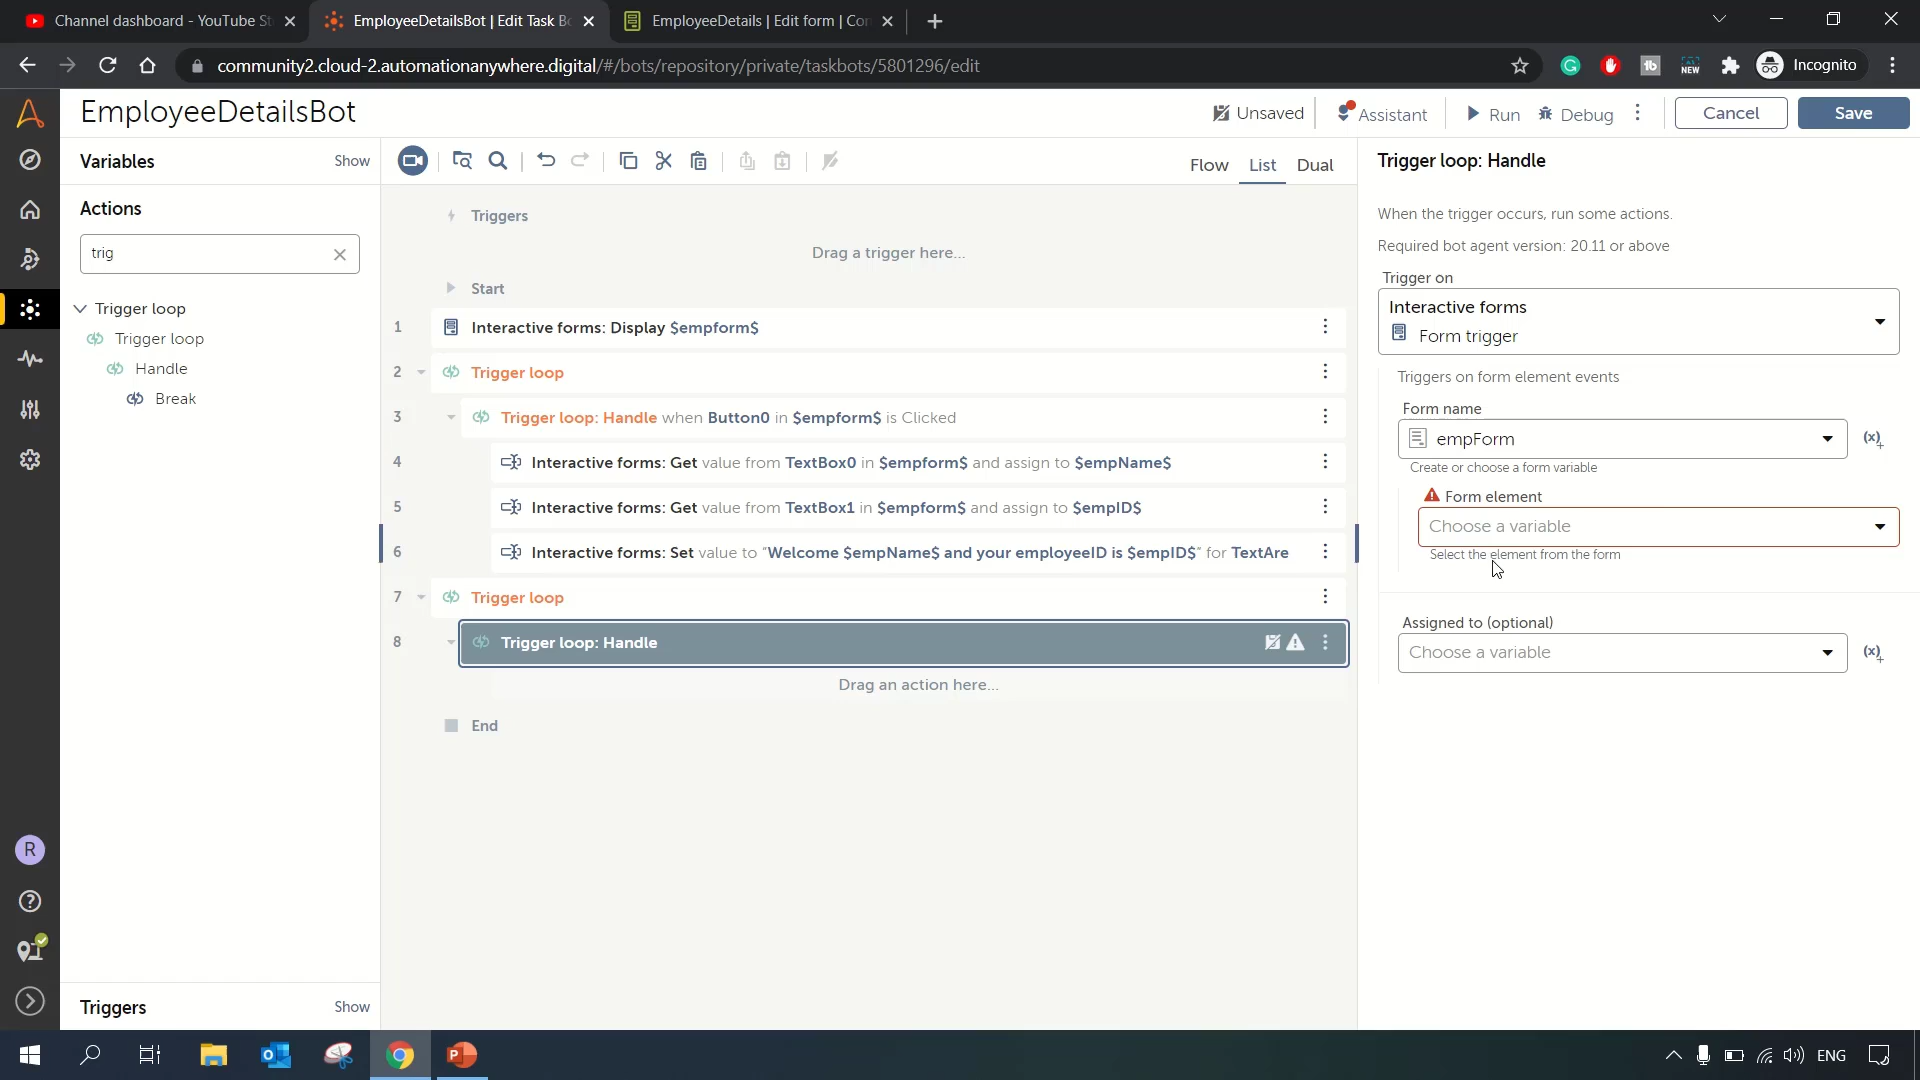 Channel dashboard - YouTube St
EmployeeDetailsBot | Edit Task Bo
EmployeeDetails | Edit form | Con
community2.cloud-2.automationanywhere.digital/#/bots/repository/private/taskbots/5801296/edit
NEW
Incognito
EmployeeDetailsBot
Unsaved
Assistant
Run
Debug
Cancel
Save
Variables
Show
Flow
List
Dual
Actions
trig
Trigger loop
Trigger loop
Handle
Break
Triggers
Drag a trigger here...
Start
1 Interactive forms: Display $empform$
2 Trigger loop
3 Trigger loop: Handle when Button0 in $empform$ is Clicked
4 Interactive forms: Get value from TextBox0 in $empform$ and assign to $empName$
5 Interactive forms: Get value from TextBox1 in $empform$ and assign to $empID$
6 Interactive forms: Set value to "Welcome $empName$ and your employeeID is $empID$" for TextAre
7 Trigger loop
8 Trigger loop: Handle
Drag an action here...
End
Trigger loop: Handle
When the trigger occurs, run some actions.
Required bot agent version: 20.11 or above
Trigger on
Interactive forms
Form trigger
Triggers on form element events
Form name
empForm
(x)+
Create or choose a form variable
Form element
Choose a variable
Select the element from the form
Assigned to (optional)
Choose a variable
(x)+
R
Triggers
Show
ENG